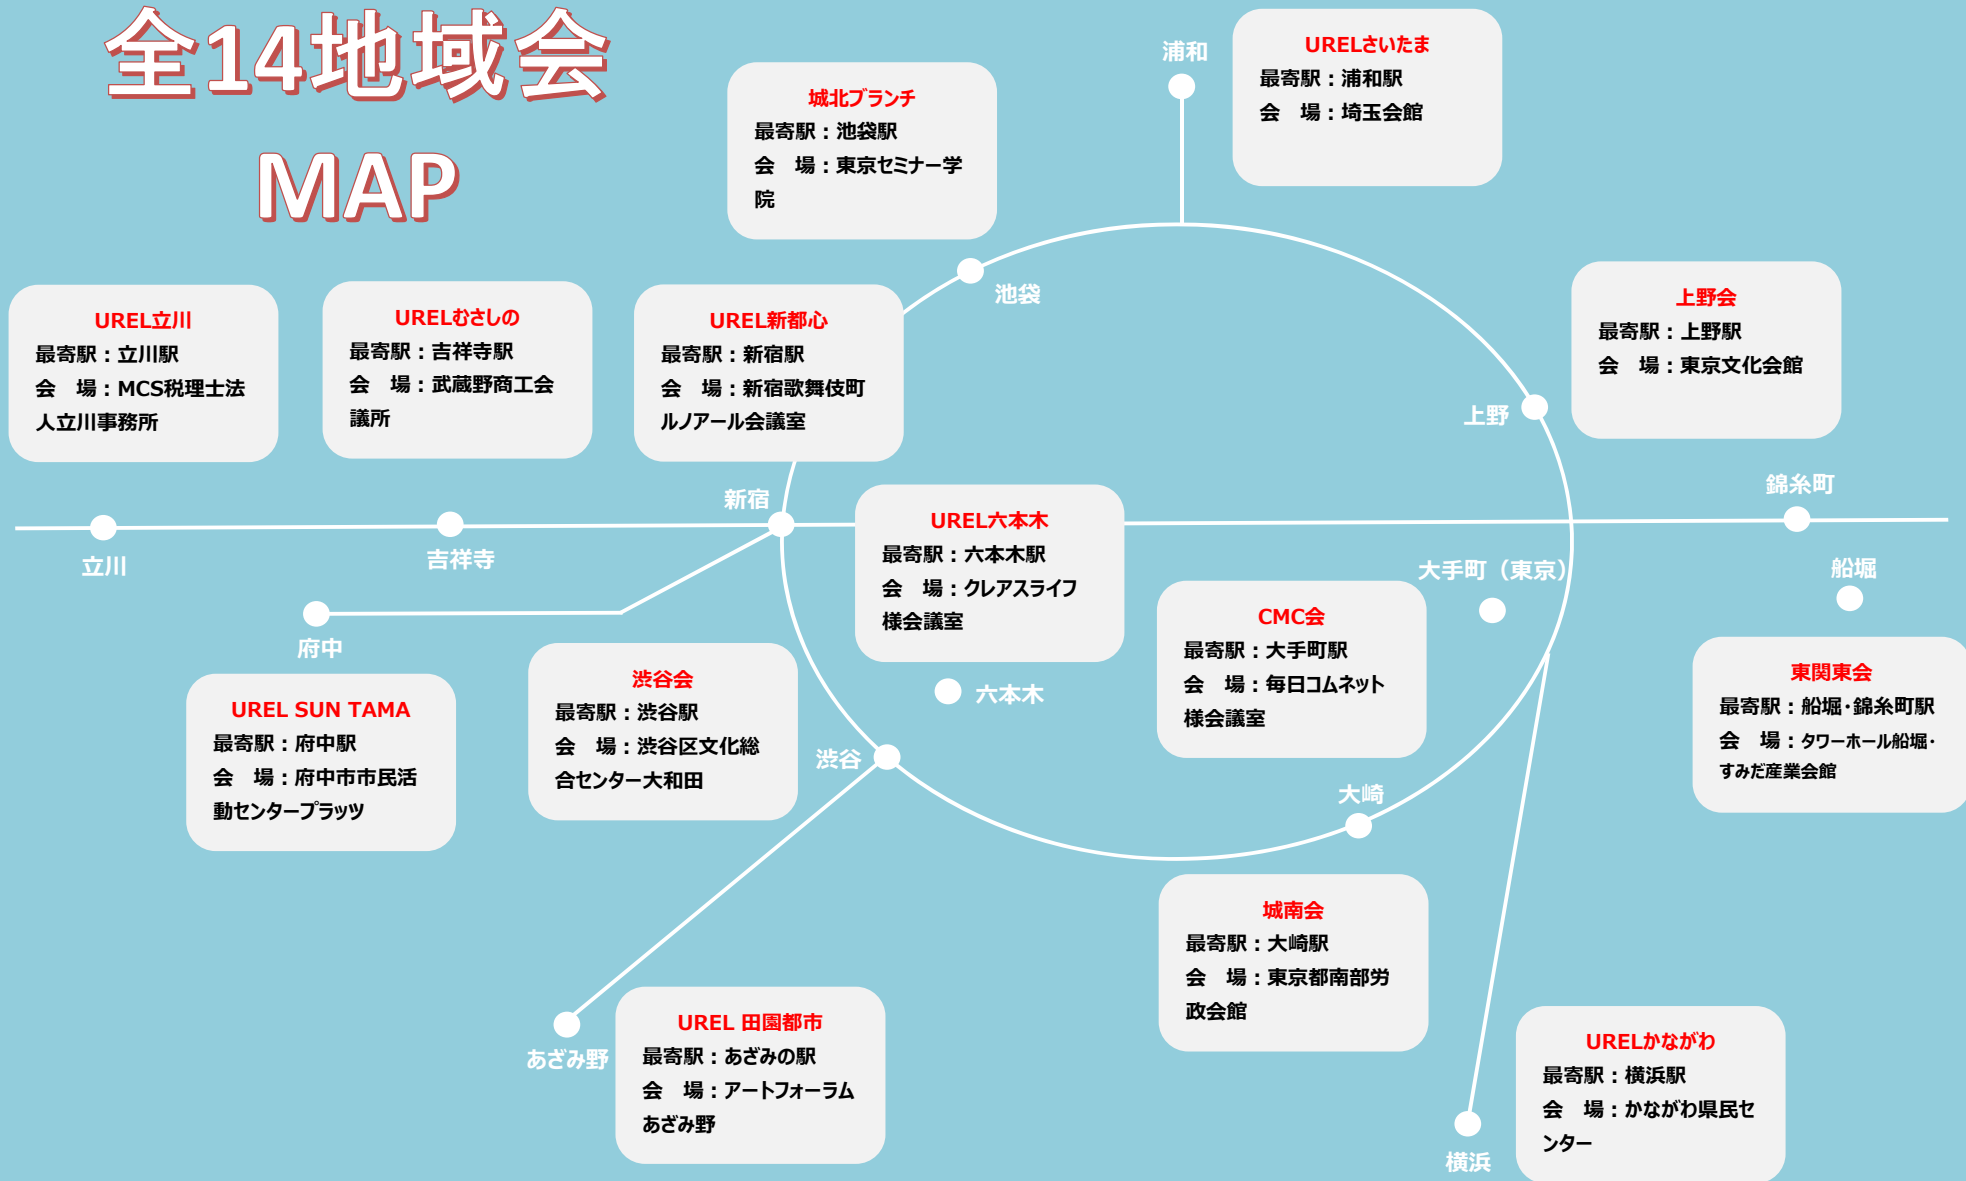 全14地域会
MAP
浦和
URELさいたま
最寄駅：浦和駅
会　場：埼玉会館
城北ブランチ
最寄駅：池袋駅
会　場：東京セミナー学
院
池袋
UREL立川
最寄駅：立川駅
会　場：MCS税理士法
人立川事務所
URELむさしの
最寄駅：吉祥寺駅
会　場：武蔵野商工会
議所
UREL新都心
最寄駅：新宿駅
会　場：新宿歌舞伎町
ルノアール会議室
上野会
最寄駅：上野駅
会　場：東京文化会館
上野
立川
吉祥寺
新宿
UREL六本木
最寄駅：六本木駅
会　場：クレアスライフ
様会議室
錦糸町
大手町（東京）
船堀
府中
UREL SUN TAMA
最寄駅：府中駅
会　場：府中市市民活
動センタープラッツ
渋谷会
最寄駅：渋谷駅
会　場：渋谷区文化総
合センター大和田
六本木
渋谷
CMC会
最寄駅：大手町駅
会　場：毎日コムネット
様会議室
東関東会
最寄駅：船堀・錦糸町駅
会　場：タワーホール船堀・
すみだ産業会館
大崎
城南会
最寄駅：大崎駅
会　場：東京都南部労
政会館
あざみ野
UREL 田園都市
最寄駅：あざみの駅
会　場：アートフォーラム
あざみ野
URELかながわ
最寄駅：横浜駅
会　場：かながわ県民セ
ンター
横浜